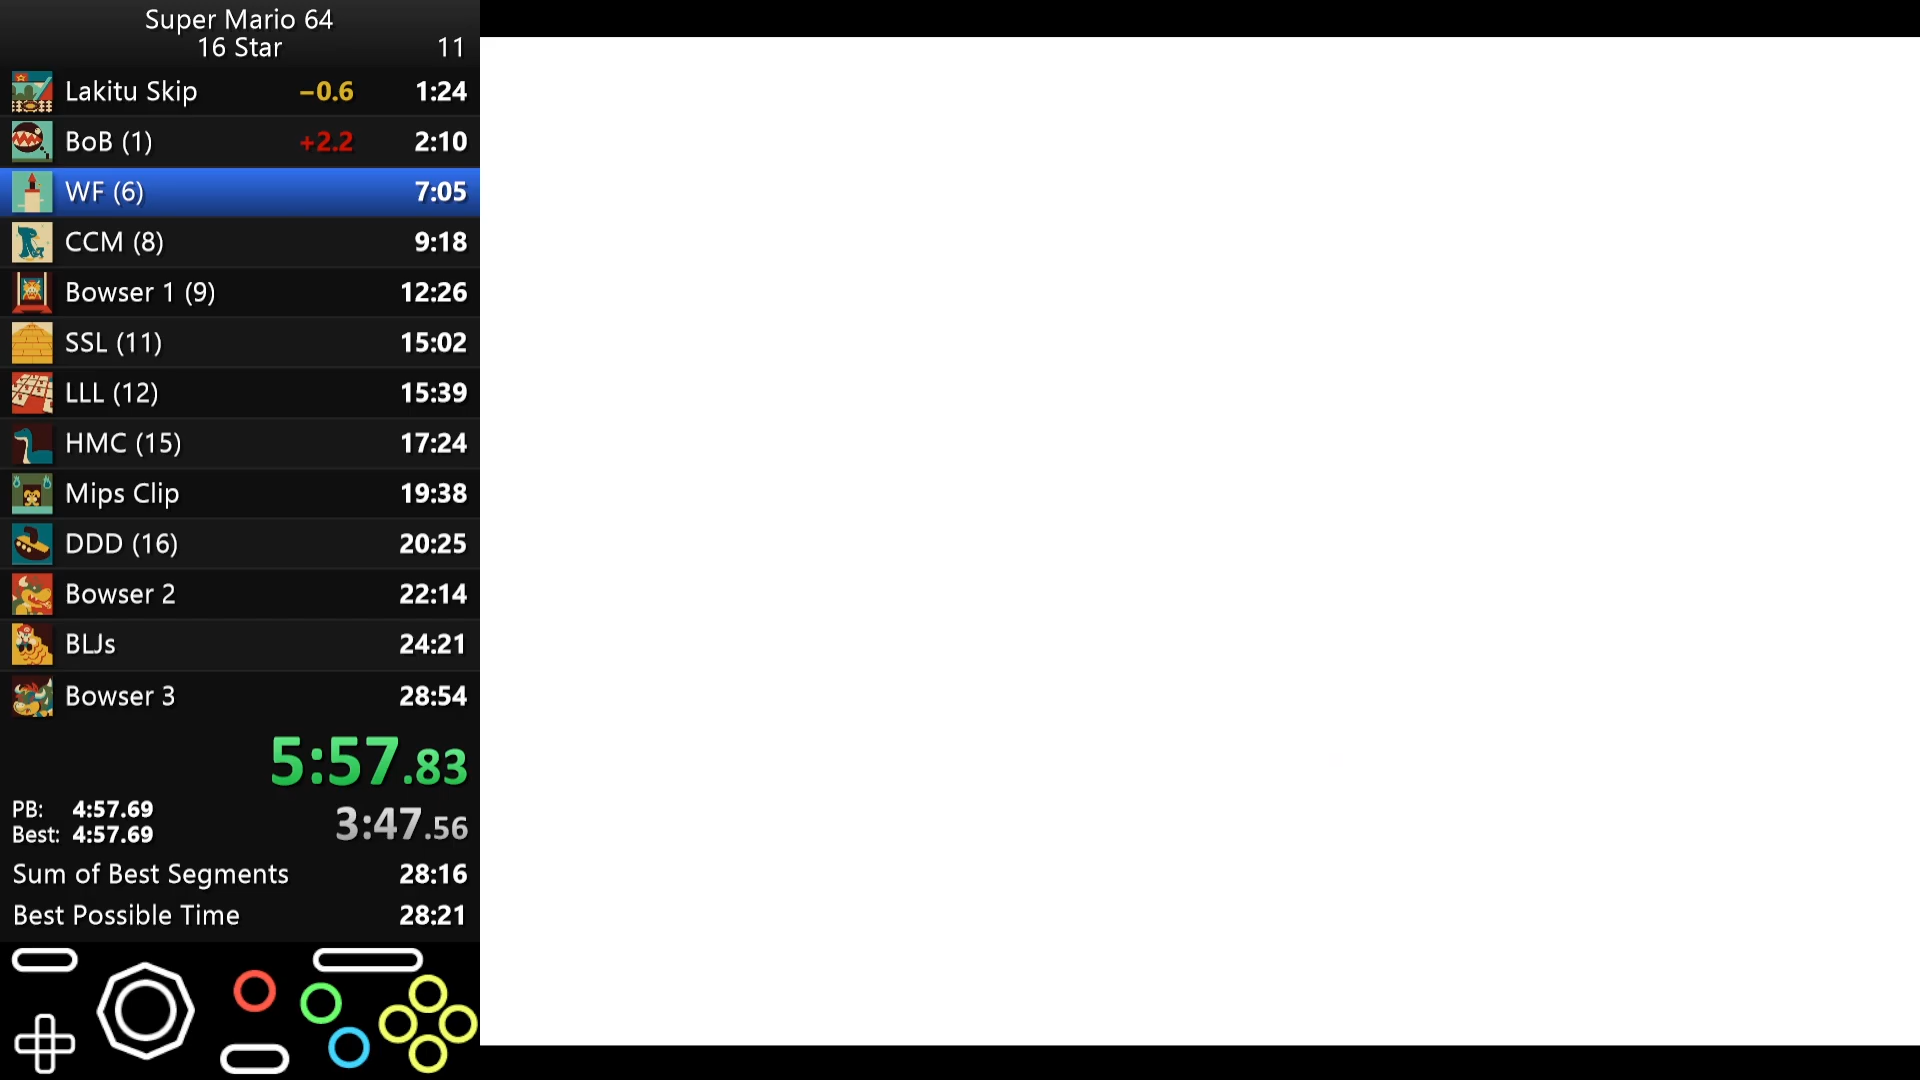 Super Mario 64
16 Star 11
Lakitu Skip −0.6 1:24
BoB (1) +2.2 2:10
WF (6) 7:05
CCM (8) 9:18
Bowser 1 (9) 12:26
SSL (11) 15:02
LLL (12) 15:39
HMC (15) 17:24
Mips Clip 19:38
DDD (16) 20:25
Bowser 2 22:14
BLJs 24:21
Bowser 3 28:54
5:57.83
PB: 4:57.69
Best: 4:57.69
3:47.56
Sum of Best Segments 28:16
Best Possible Time 28:21